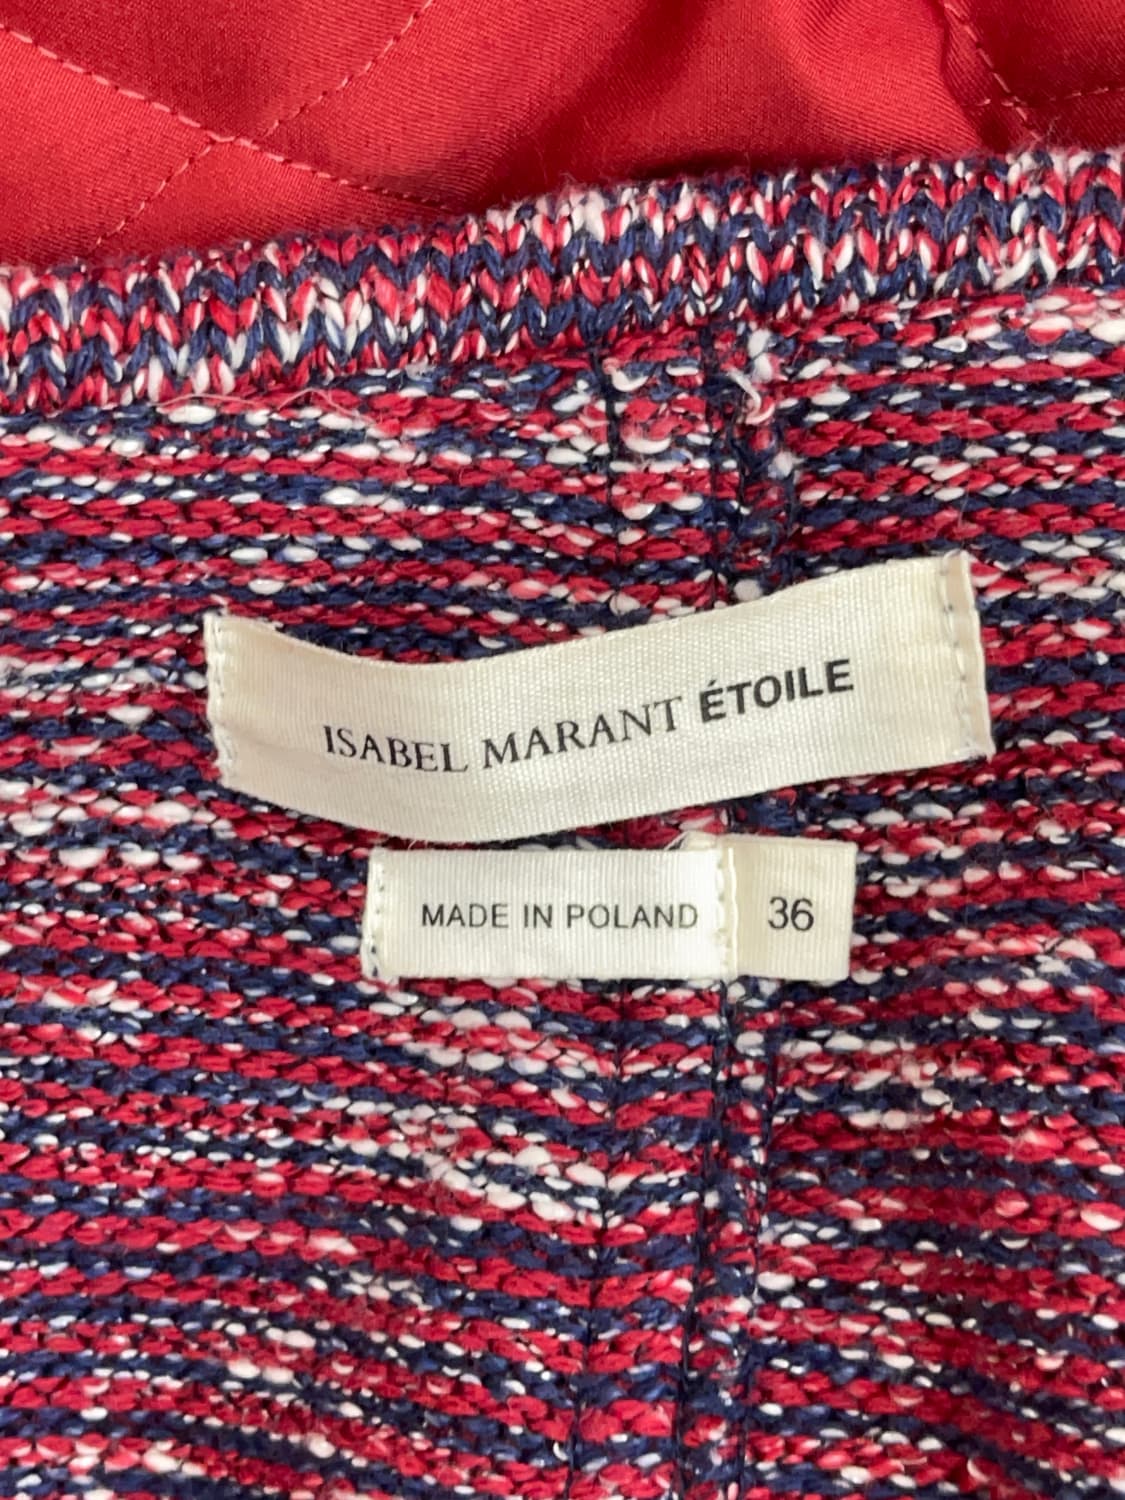 ISABEL MARANT ÉTOILE
MADE IN POLAND 36